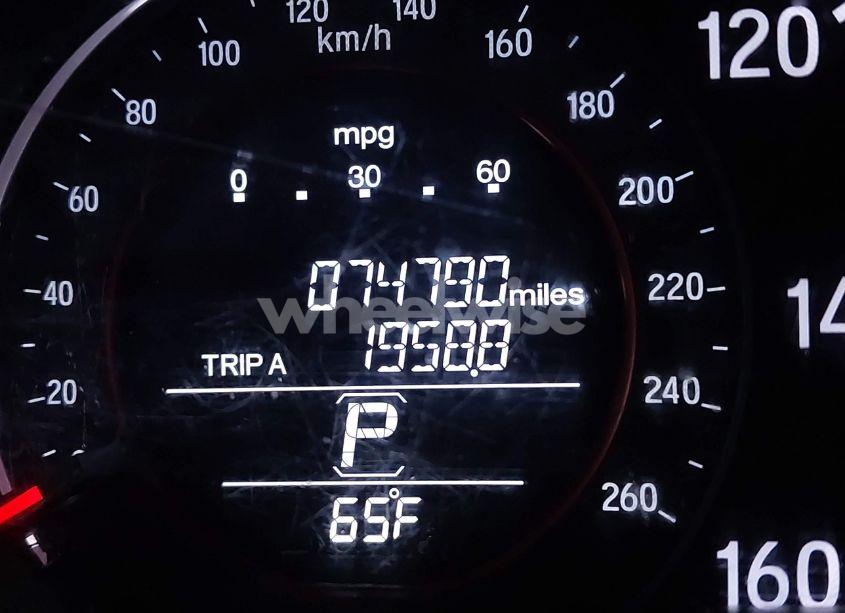 120 140
100 km/h 160
120
80 180
mpg
0 30 60
60 200
40 074790 miles 220
wheelwise
14
TRIP A 1958.8
20 240
P
65°F
260
160